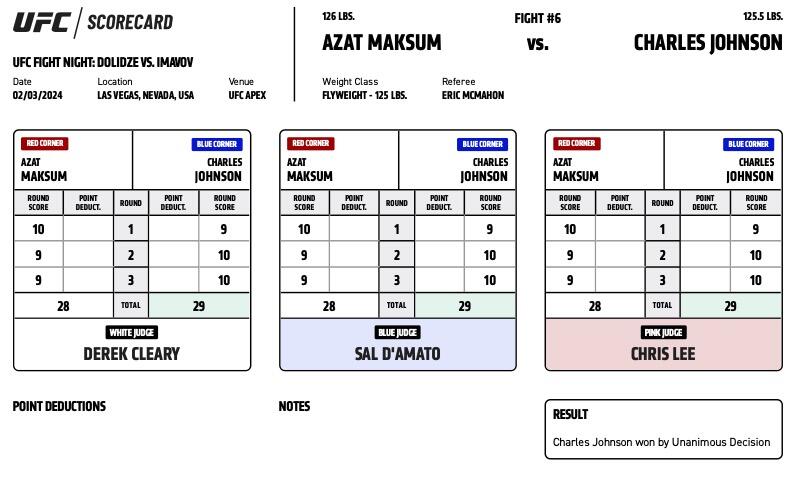 UFC SCORECARD
UFC FIGHT NIGHT: DOLIDZE VS. IMAVOV
Date Location Venue
02/03/2024 LAS VEGAS, NEVADA, USA UFC APEX
126 LBS. FIGHT #6 125.5 LBS.
AZAT MAKSUM vs. CHARLES JOHNSON
Weight Class Referee
FLYWEIGHT - 125 LBS. ERIC MCMAHON
RED CORNER BLUE CORNER
AZAT CHARLES
MAKSUM JOHNSON
ROUND SCORE POINT DEDUCT. ROUND POINT DEDUCT. ROUND SCORE
10 1 9
9 2 10
9 3 10
28 TOTAL 29
WHITE JUDGE
DEREK CLEARY
RED CORNER BLUE CORNER
AZAT CHARLES
MAKSUM JOHNSON
ROUND SCORE POINT DEDUCT. ROUND POINT DEDUCT. ROUND SCORE
10 1 9
9 2 10
9 3 10
28 TOTAL 29
BLUE JUDGE
SAL D'AMATO
RED CORNER BLUE CORNER
AZAT CHARLES
MAKSUM JOHNSON
ROUND SCORE POINT DEDUCT. ROUND POINT DEDUCT. ROUND SCORE
10 1 9
9 2 10
9 3 10
28 TOTAL 29
PINK JUDGE
CHRIS LEE
POINT DEDUCTIONS
NOTES
RESULT
Charles Johnson won by Unanimous Decision